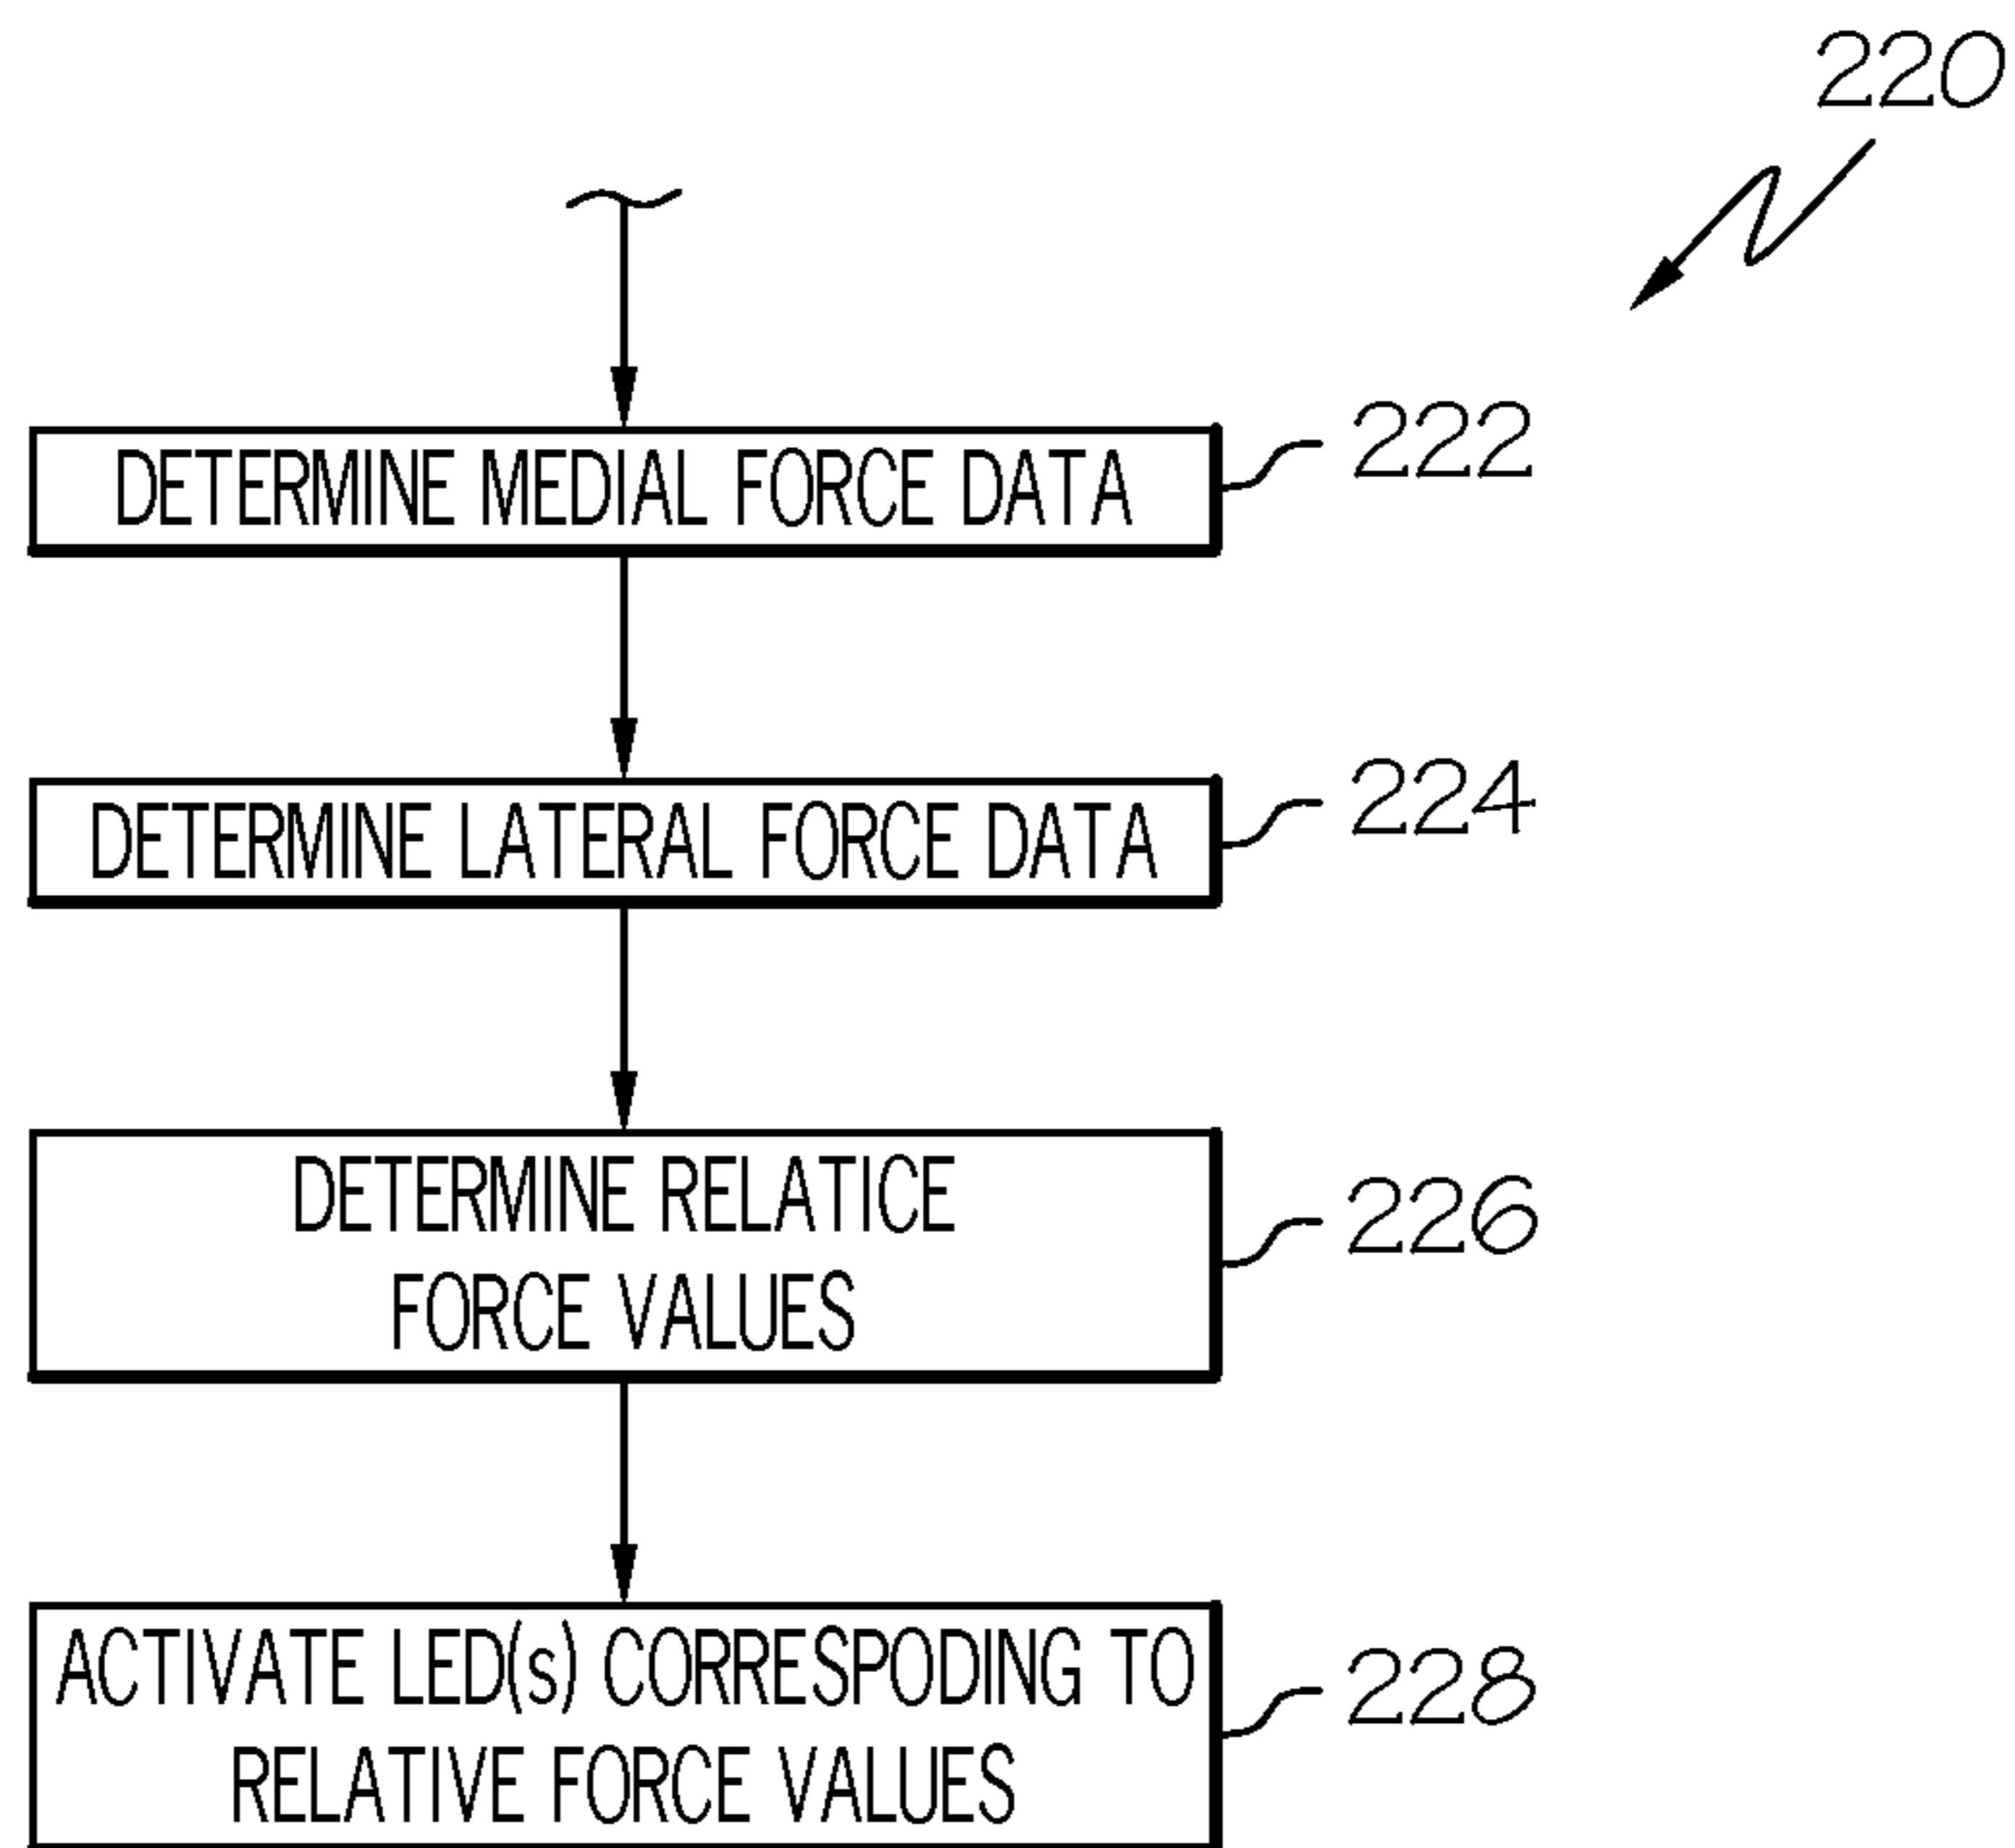 220
DETERMINE MEDIAL FORCE DATA
222
DETERMINE LATERAL FORCE DATA
224
DETERMINE RELATICE
FORCE VALUES
226
ACTIVATE LED(s) CORRESPODING TO
RELATIVE FORCE VALUES
228